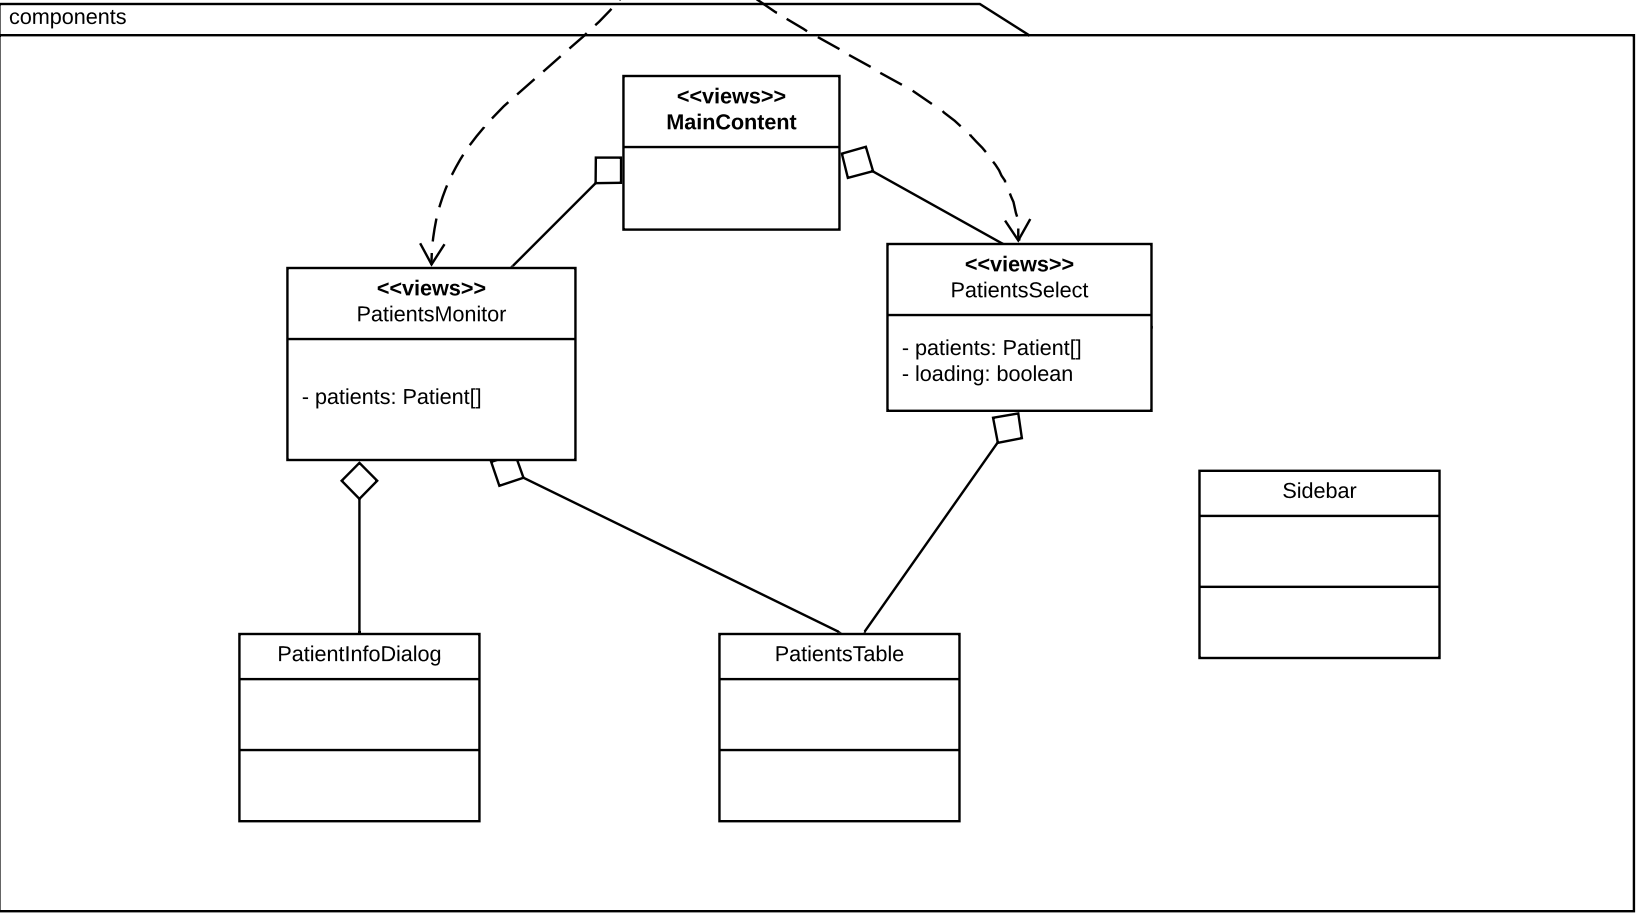 components
<<views>>
MainContent
<<views>>
PatientsMonitor
- patients: Patient[]
<<views>>
PatientsSelect
- patients: Patient[]
- loading: boolean
Sidebar
PatientInfoDialog
PatientsTable